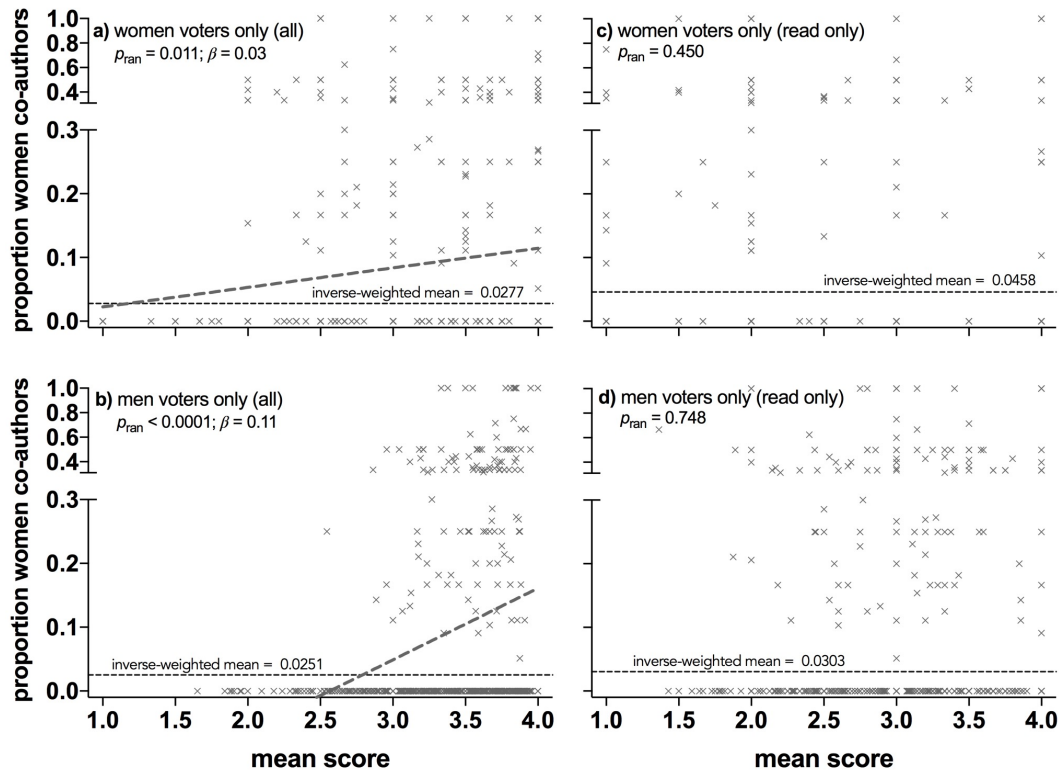 a) women voters only (all)
pran = 0.011; β = 0.03
1.0
0.8
0.6
0.4
0.3
0.2
0.1
0.0
inverse-weighted mean = 0.0277
proportion women co-authors
c) women voters only (read only)
pran = 0.450
inverse-weighted mean = 0.0458
b) men voters only (all)
pran < 0.0001; β = 0.11
1.0
0.8
0.6
0.4
0.3
0.2
0.1
0.0
inverse-weighted mean = 0.0251
proportion women co-authors
1.0 1.5 2.0 2.5 3.0 3.5 4.0
mean score
d) men voters only (read only)
pran = 0.748
inverse-weighted mean = 0.0303
1.0 1.5 2.0 2.5 3.0 3.5 4.0
mean score